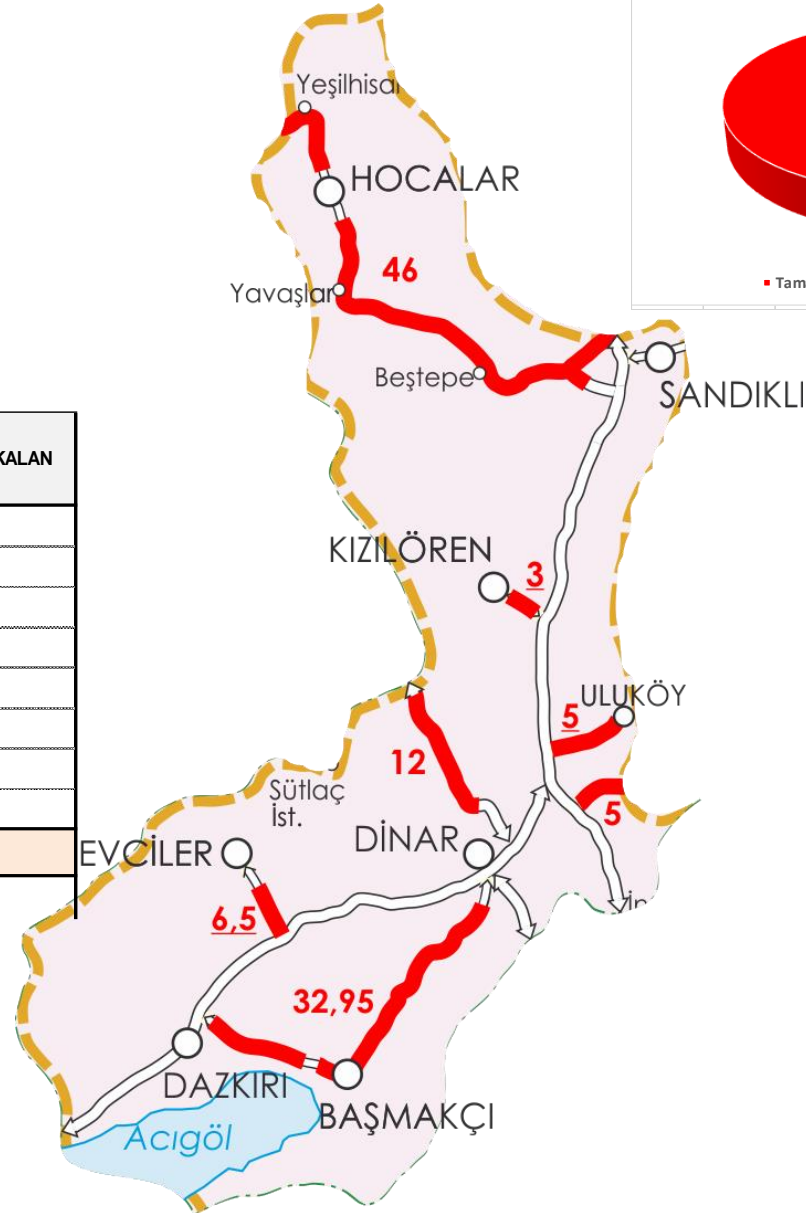 Yeşilhisar
HOCALAR
46
Yavaşlar
Tam
Beştepe
SANDIKLI
KALAN
KIZILÖREN
3
ULUKÖY
5
12
Sütlaç
İst.
5
DİNAR
EVCİLER
6,5
32,95
DAZKIRI
BAŞMAKÇI
Acıgöl